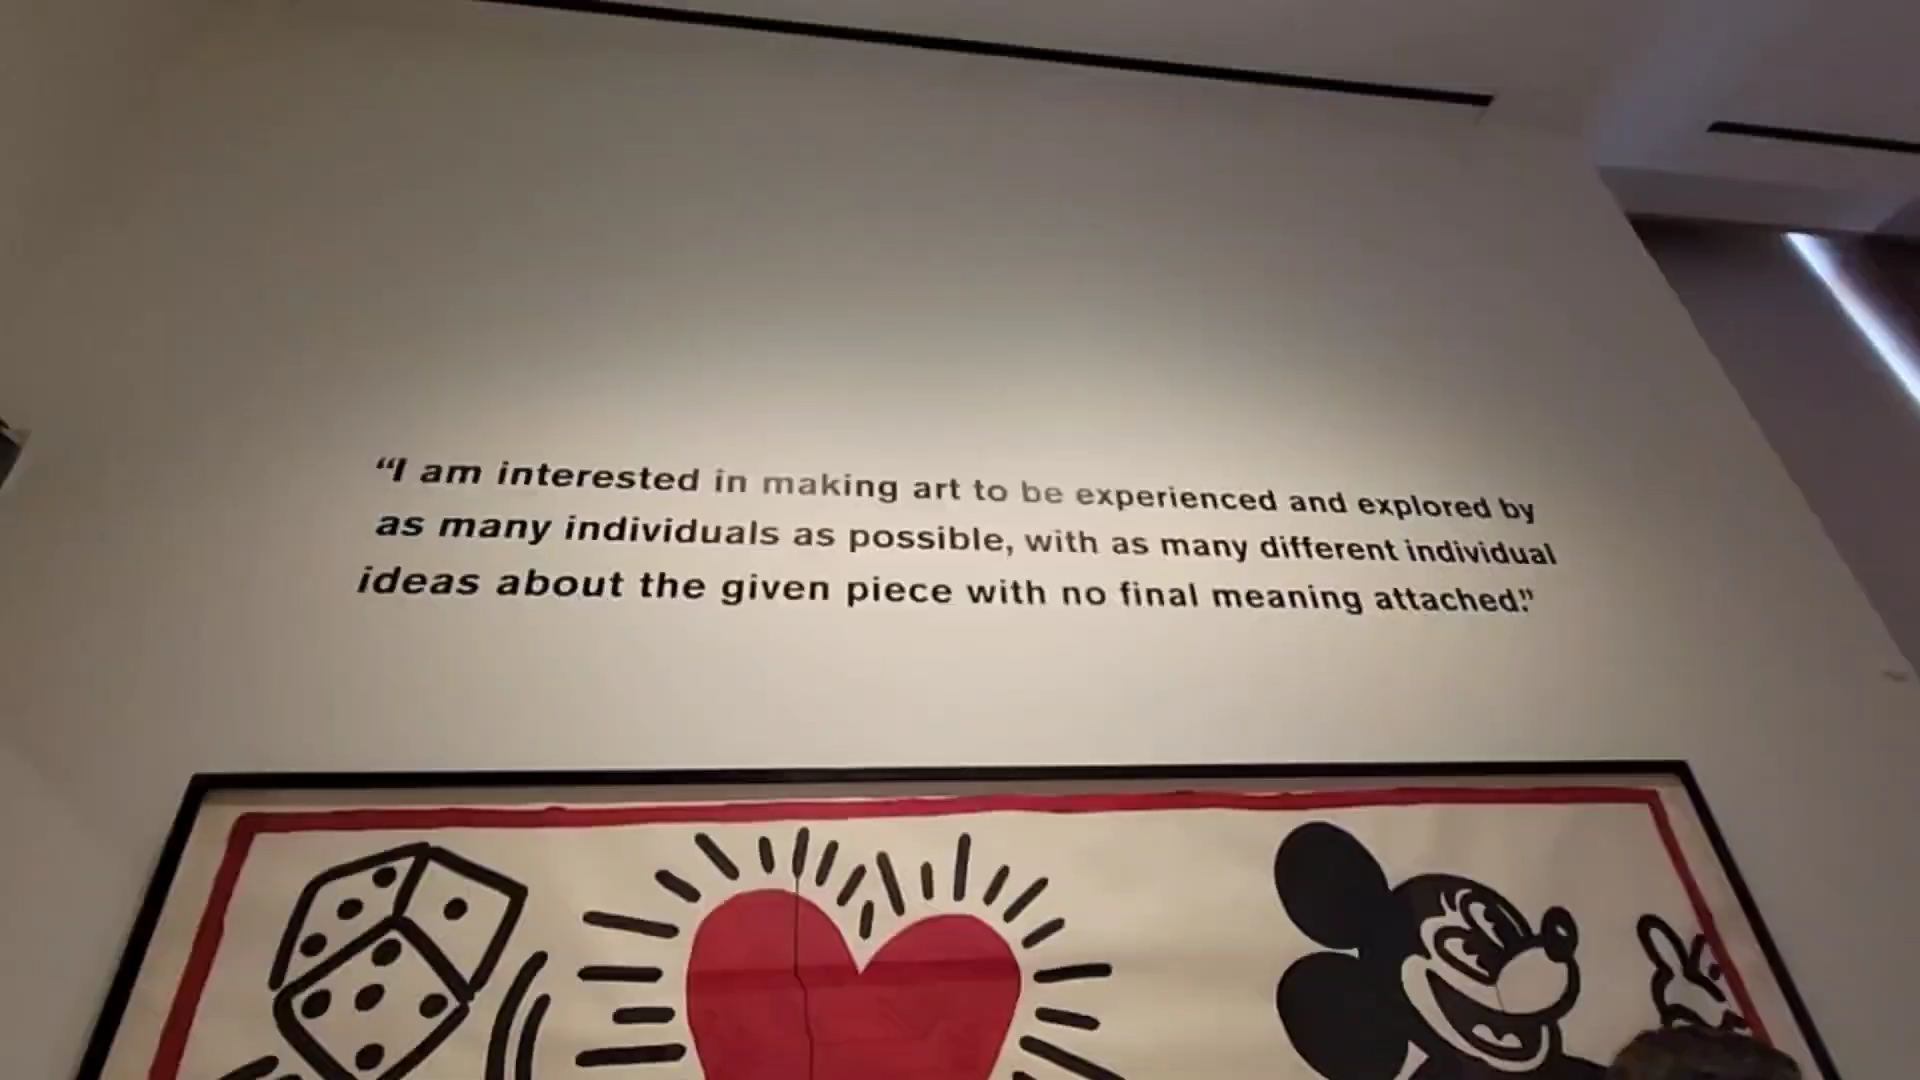 “I am interested in making art to be experienced and explored by
as many individuals as possible, with as many different individual
ideas about the given piece with no final meaning attached.”